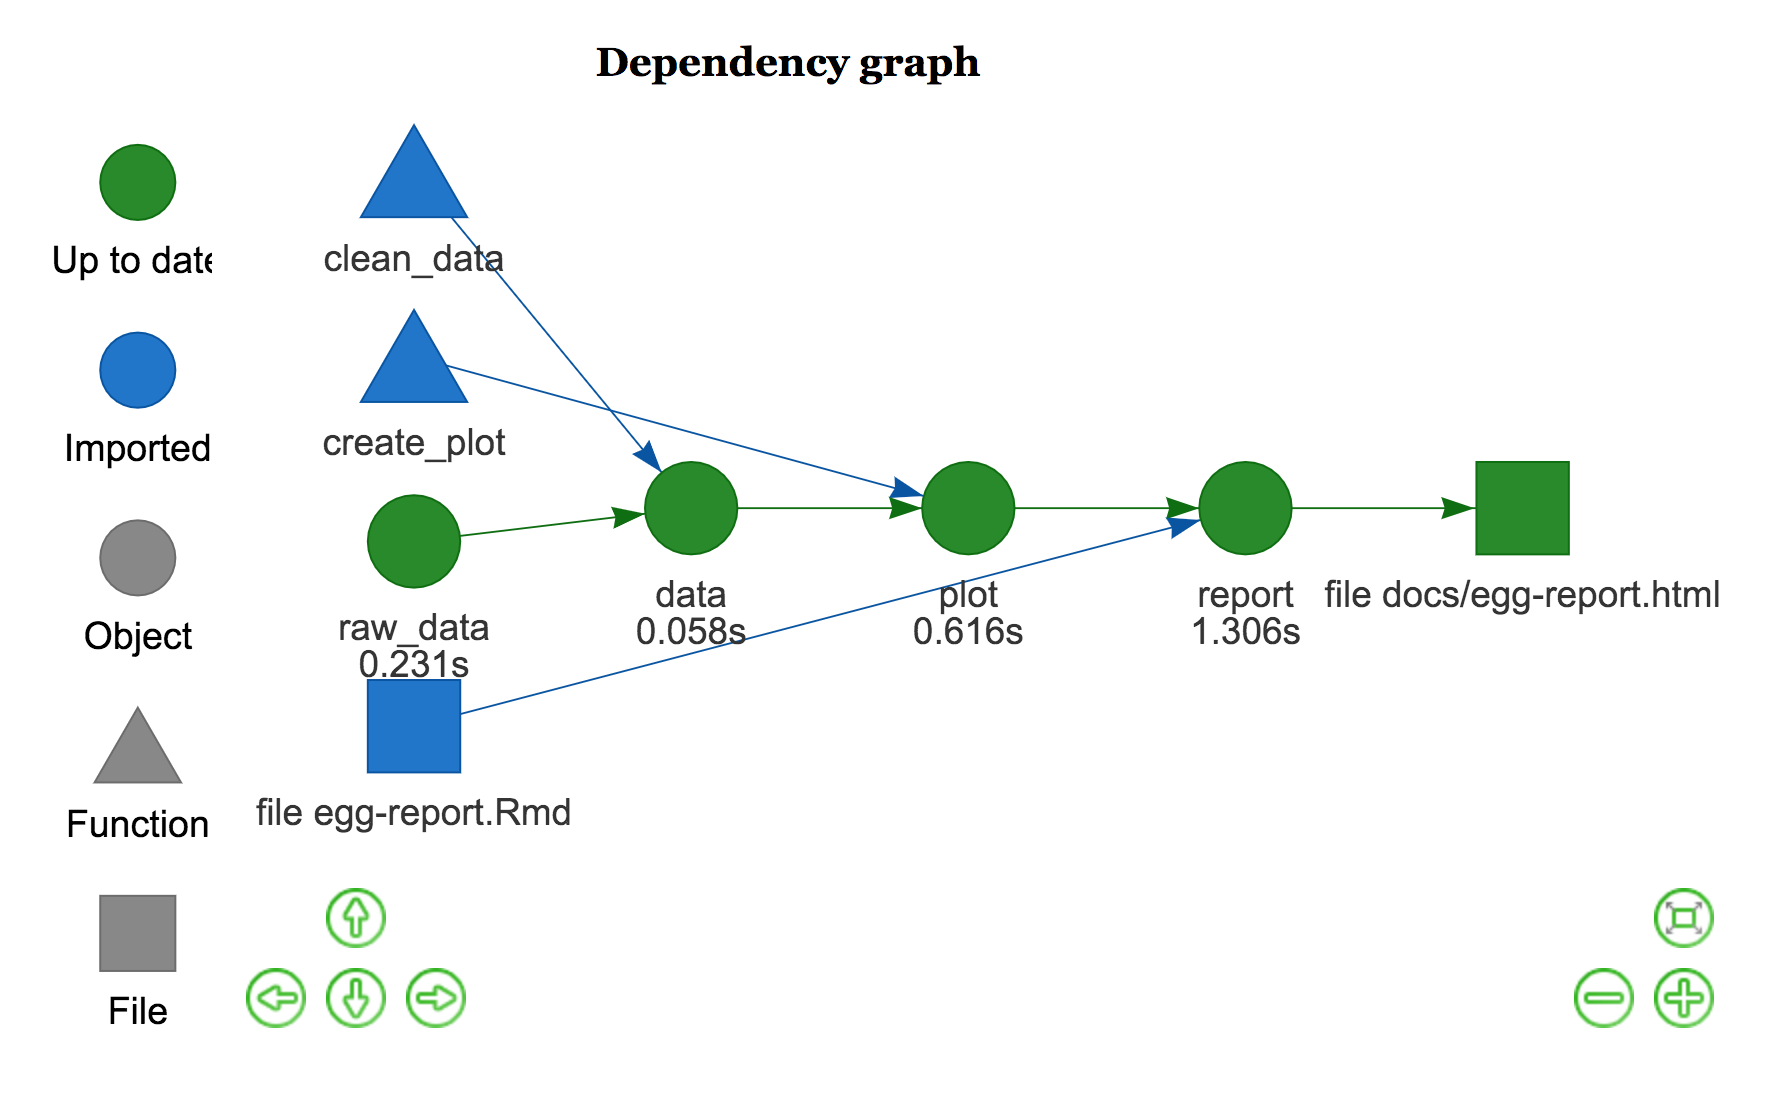 Dependency graph
Up to date
Imported
Object
Function
File
clean_data
create_plot
raw_data
0.231s
file egg-report.Rmd
data
0.058s
plot
0.616s
report
1.306s
file docs/egg-report.html